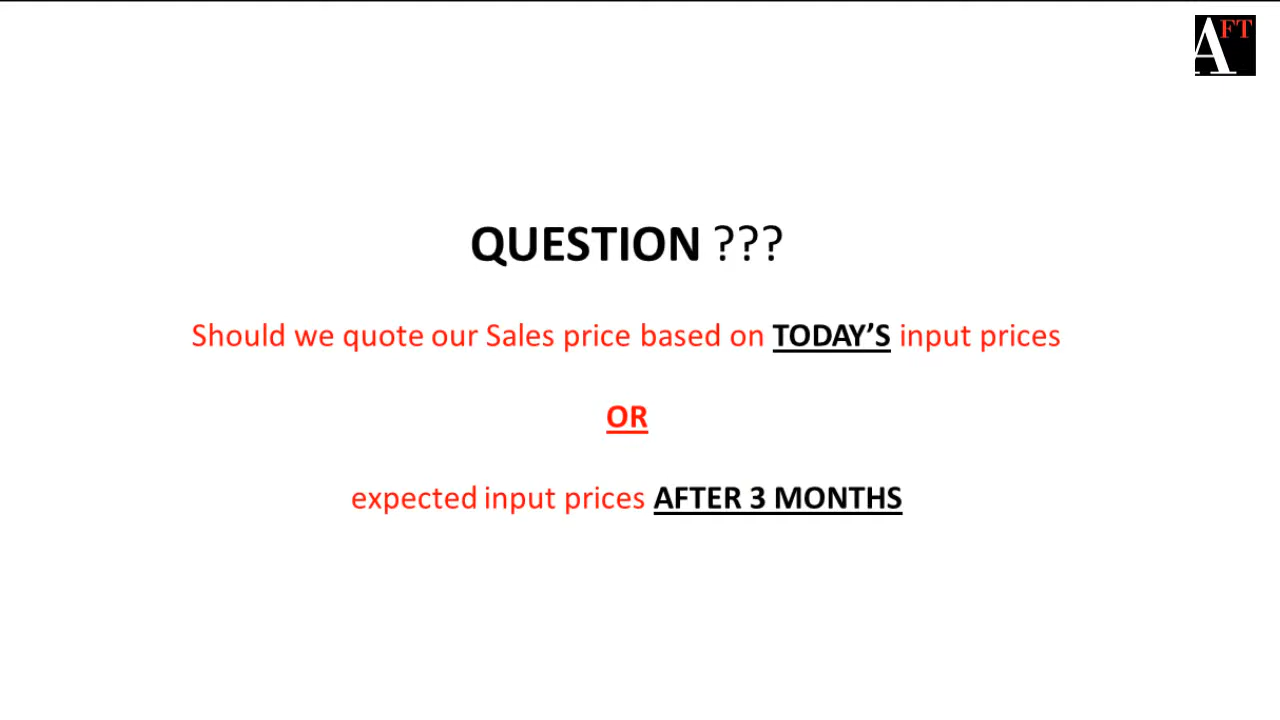 AFT
QUESTION ???
Should we quote our Sales price based on TODAY’S input prices
OR
expected input prices AFTER 3 MONTHS